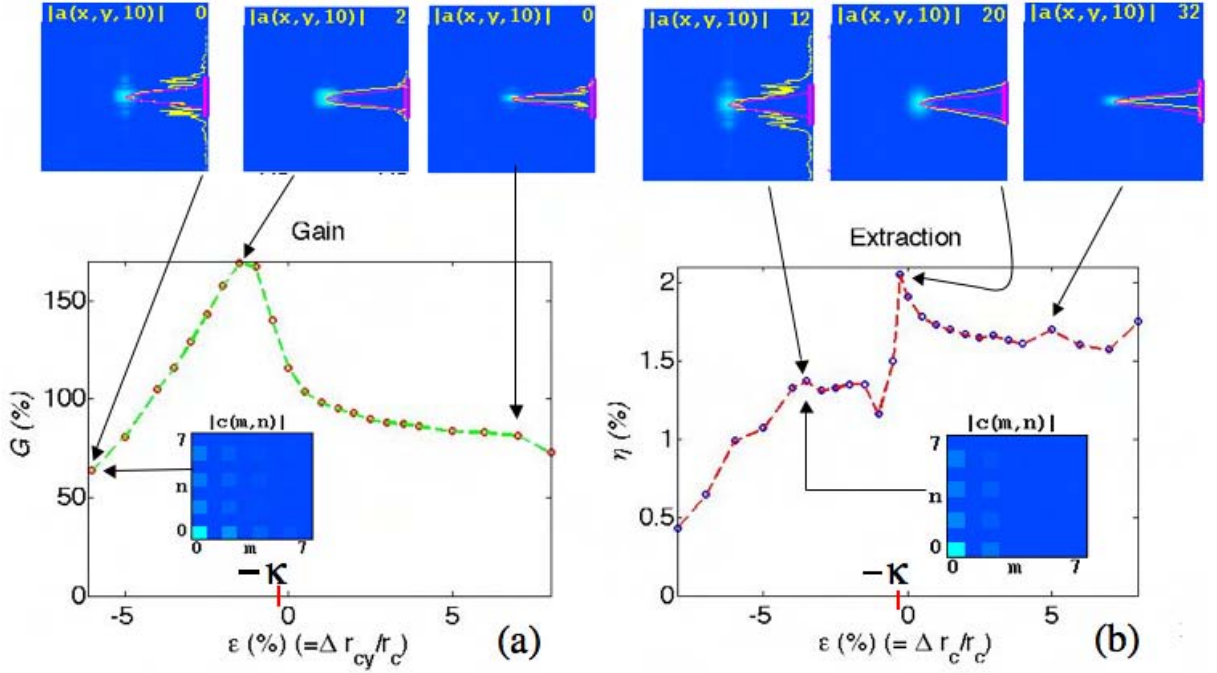 |a(x,y,10)| 0
|a(x,y,10)| 2
|a(x,y,10)| 0
|a(x,y,10)| 12
|a(x,y,10)| 20
|a(x,y,10)| 32
Gain
G (%)
150
100
50
0
|c(m,n)|
7
n
0
0 m 7
−κ
-5 0 5
ε (%) (=Δ r_cy/r_c)
(a)
Extraction
η (%)
2
1.5
1
0.5
0
|c(m,n)|
7
n
0
0 m 7
−κ
-5 0 5
ε (%) (=Δ r_c/r_c)
(b)